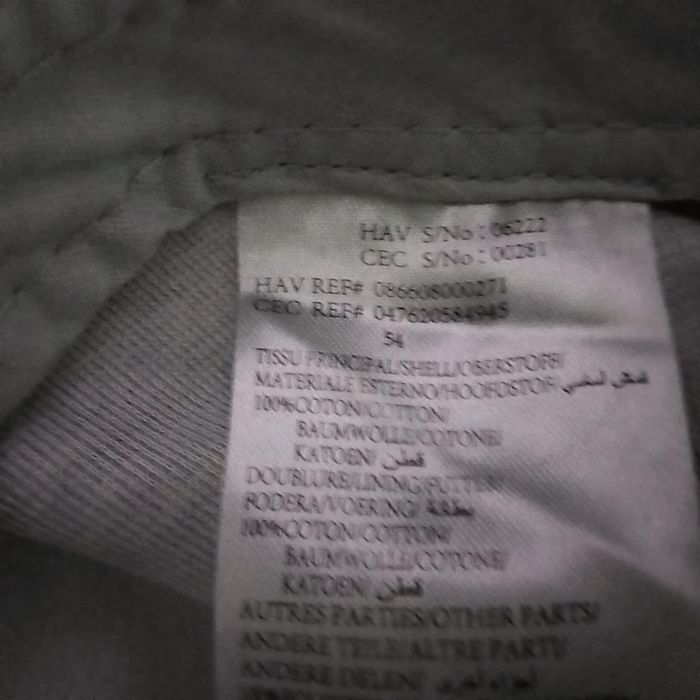 HAV S/No : 06222
CEC S/No : 00281
HAV REF# 086608000271
CEC REF# 047620584945
54
TISSU PRINCIPAL/SHELL/OBERSTOFF/
MATERIALE ESTERNO/HOOFDSTOF/
100%COTON/COTTON/
BAUMWOLLE/COTONE/
KATOEN/ قطن
DOUBLURE/LINING/FUTTER/
FODERA/VOERING/ بطانة
100%COTON/COTTON/
BAUMWOLLE/COTONE/
KATOEN/ قطن
AUTRES PARTIES/OTHER PARTS/
ANDERE TEILE/ALTRE PARTI/
ANDERE DELEN/ أجزاء أخرى